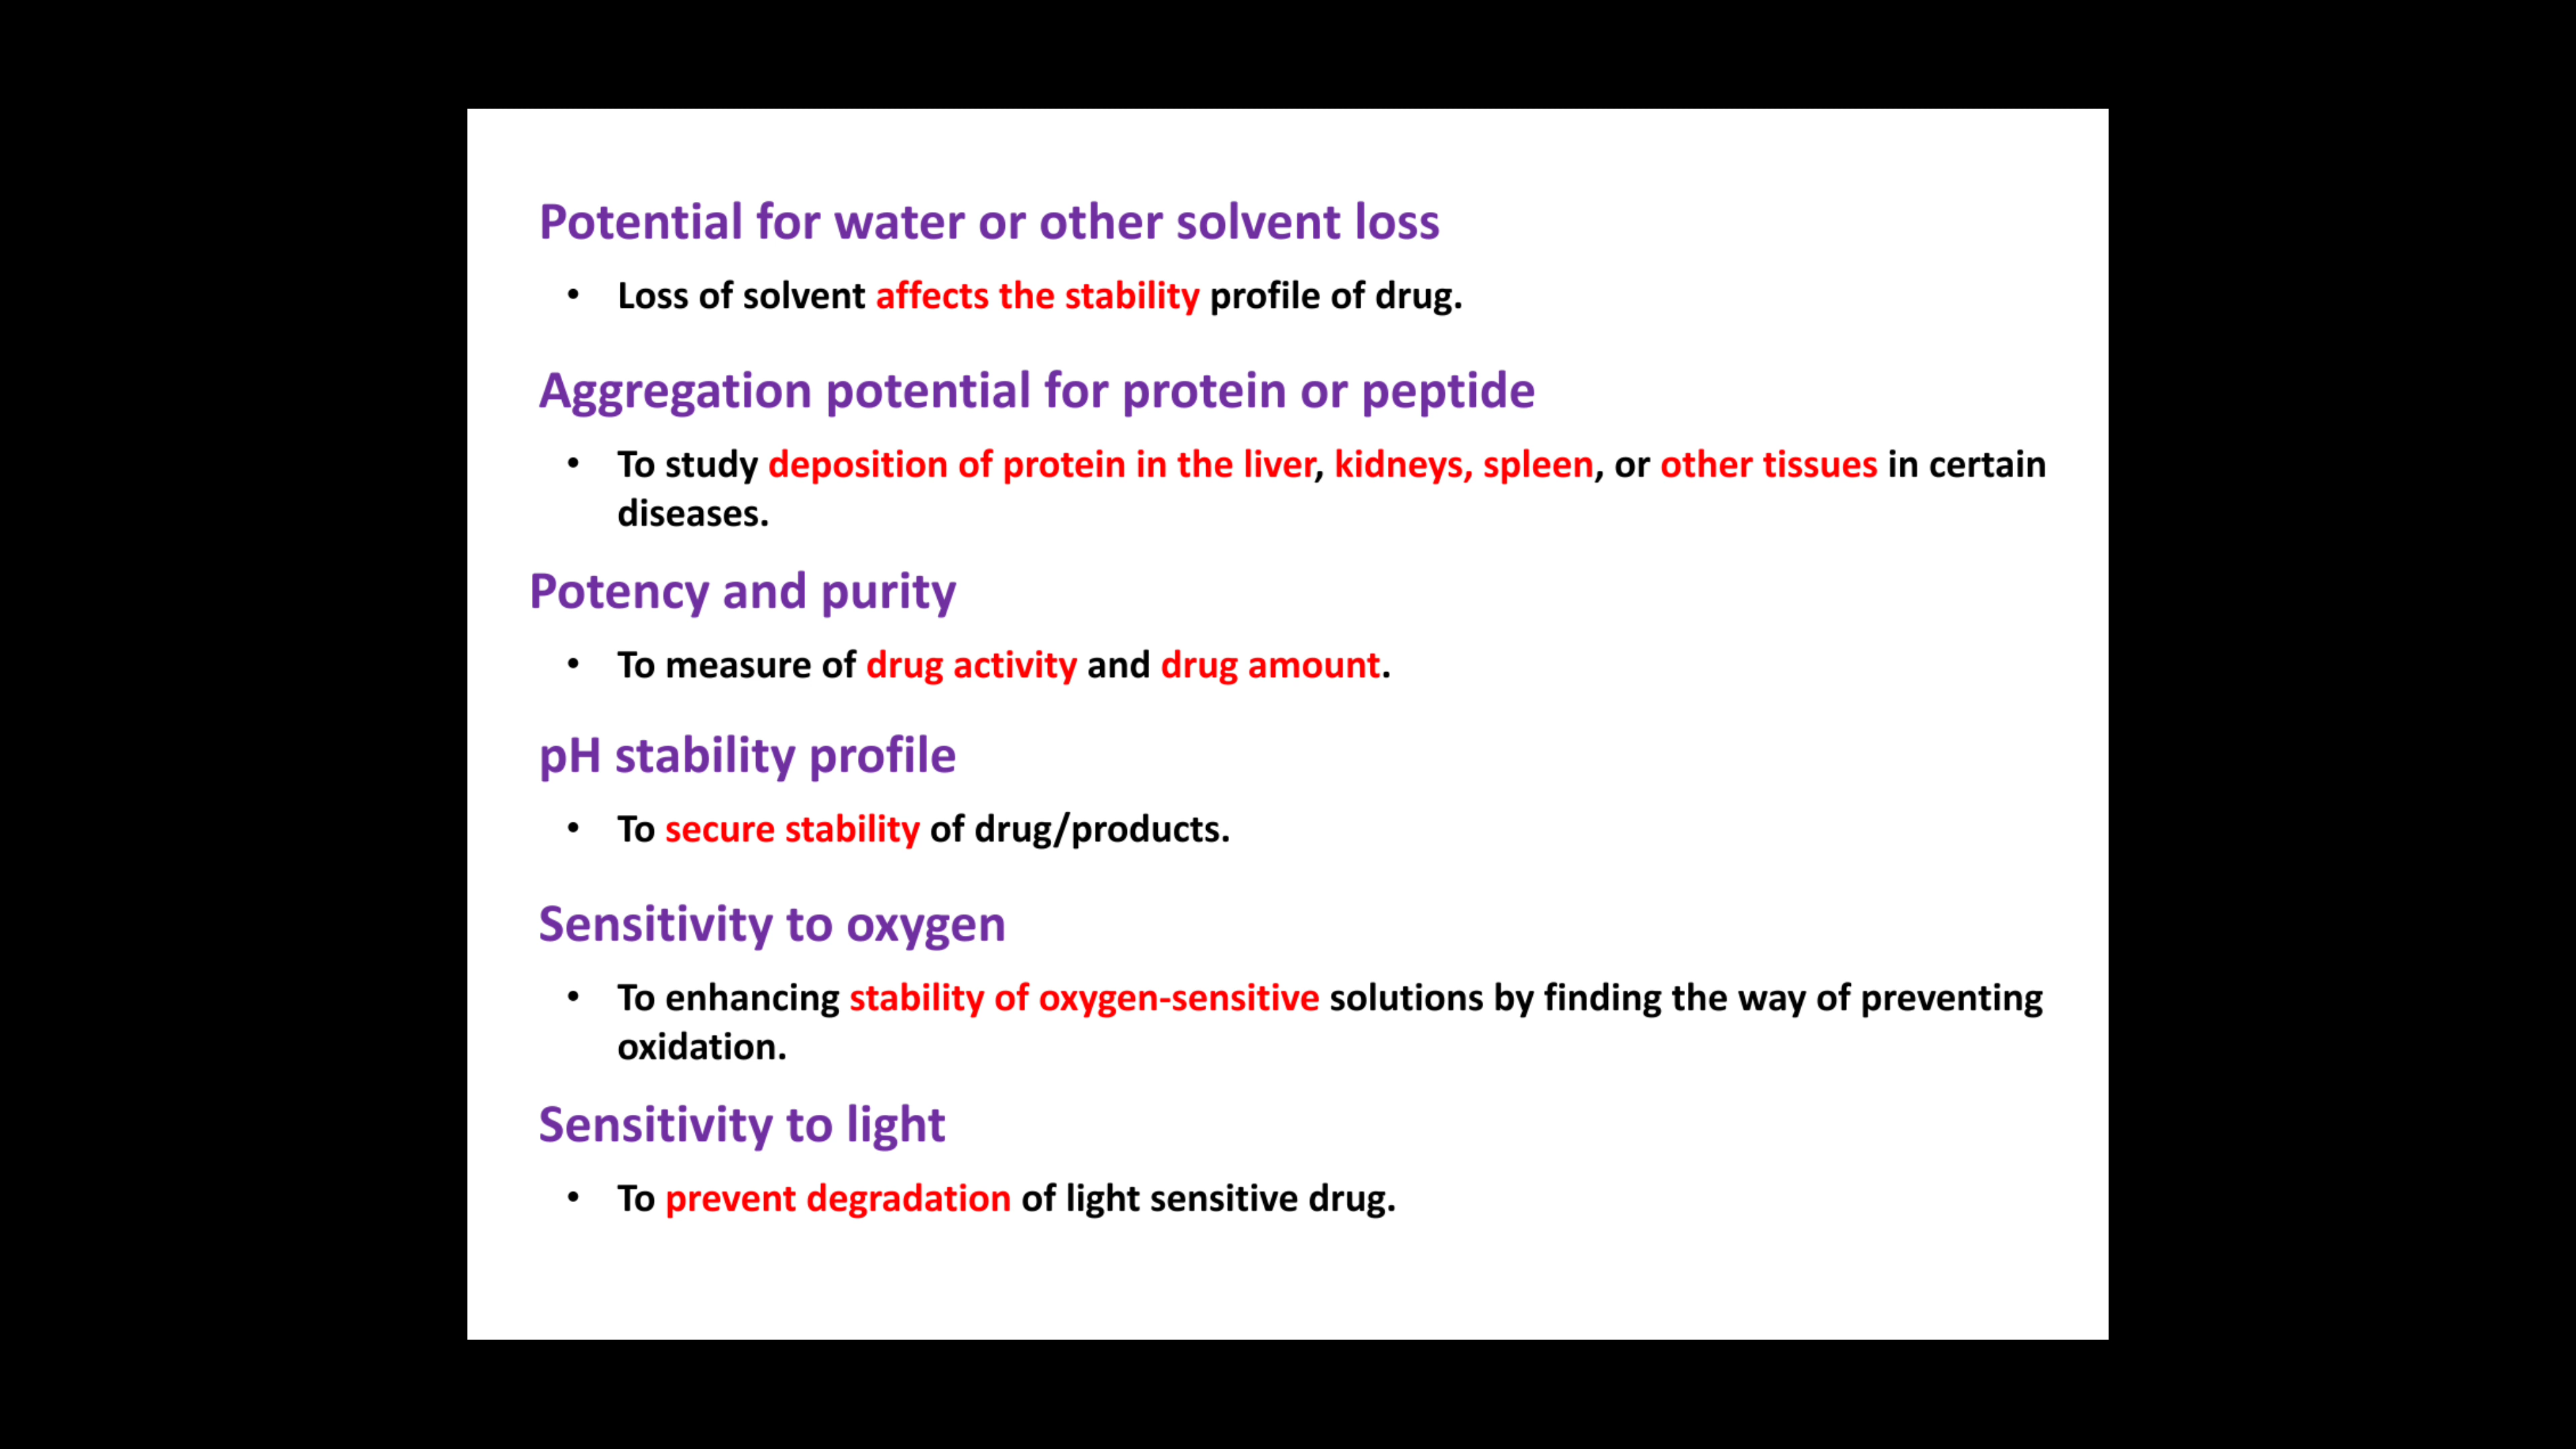 Potential for water or other solvent loss
• Loss of solvent affects the stability profile of drug.
Aggregation potential for protein or peptide
• To study deposition of protein in the liver, kidneys, spleen, or other tissues in certain
diseases.
Potency and purity
• To measure of drug activity and drug amount.
pH stability profile
• To secure stability of drug/products.
Sensitivity to oxygen
• To enhancing stability of oxygen-sensitive solutions by finding the way of preventing
oxidation.
Sensitivity to light
• To prevent degradation of light sensitive drug.